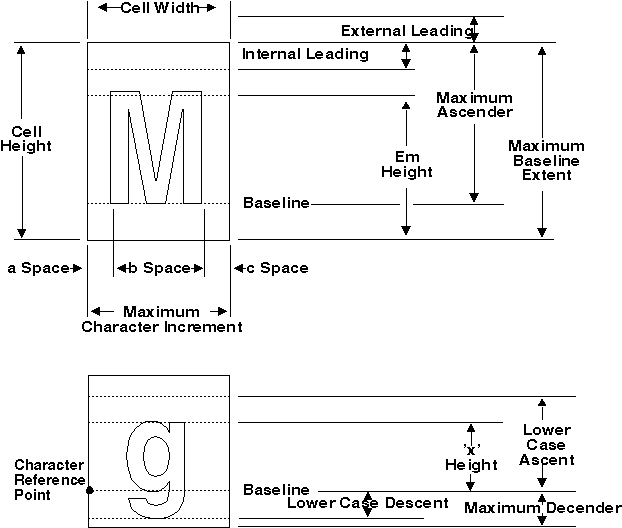 Cell Width
External Leading
Internal Leading
Maximum
Ascender
Cell
Height
Maximum
Baseline
Extent
Em
Height
M
Baseline
a Space
b Space
c Space
Maximum
Character Increment
Lower
Case
Ascent
'x'
Height
g
Character
Reference
Point
Baseline
Lower Case Descent
Maximum Decender